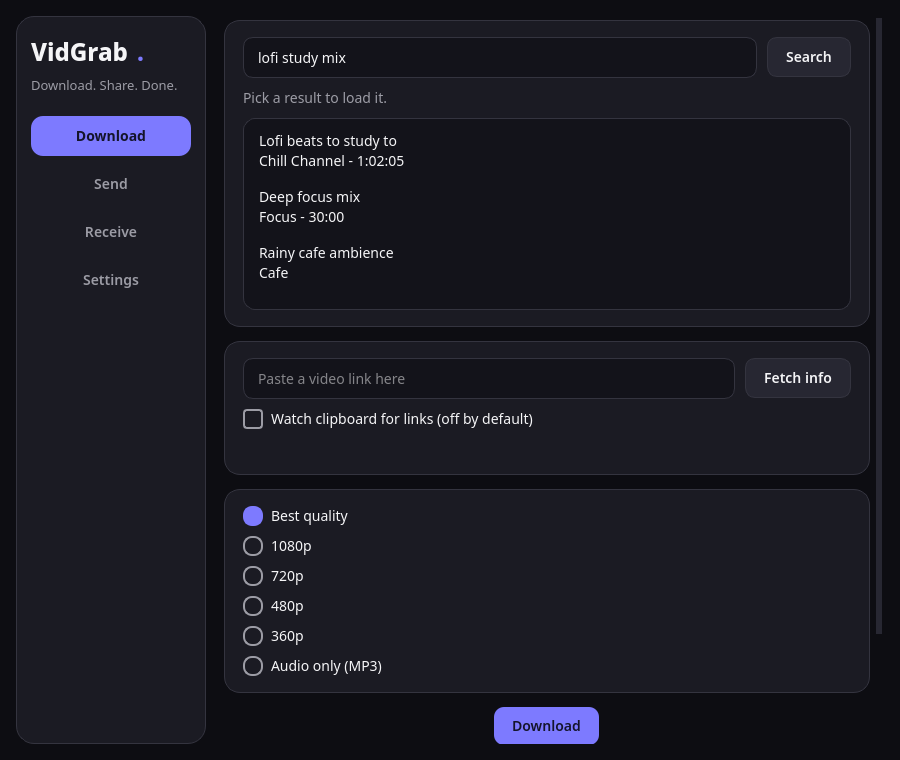 VidGrab .
Download. Share. Done.
Download
Send
Receive
Settings
lofi study mix
Search
Pick a result to load it.
Lofi beats to study to
Chill Channel - 1:02:05
Deep focus mix
Focus - 30:00
Rainy cafe ambience
Cafe
Paste a video link here
Fetch info
Watch clipboard for links (off by default)
Best quality
1080p
720p
480p
360p
Audio only (MP3)
Download